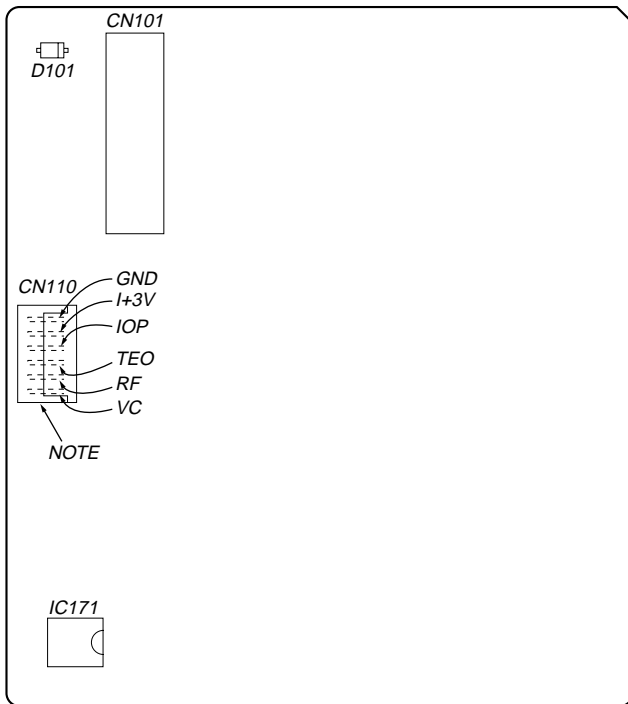 CN101
D101
CN110
GND
I+3V
IOP
TEO
RF
VC
NOTE
IC171